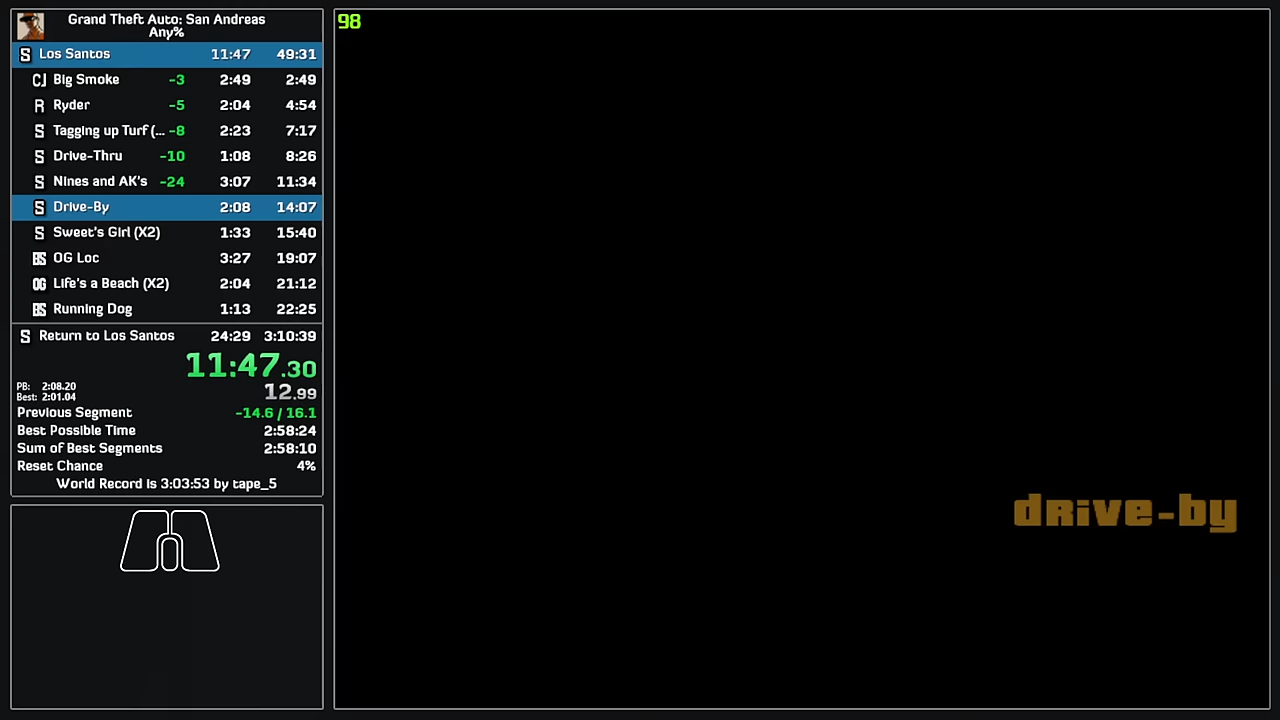 Grand Theft Auto: San Andreas
Any%
98
S Los Santos 11:47 49:31
CJ Big Smoke -3 2:49 2:49
R Ryder -5 2:04 4:54
S Tagging up Turf (... -8 2:23 7:17
S Drive-Thru -10 1:08 8:26
S Nines and AK's -24 3:07 11:34
S Drive-By 2:08 14:07
S Sweet's Girl (X2) 1:33 15:40
BS OG Loc 3:27 19:07
OG Life's a Beach (X2) 2:04 21:12
BS Running Dog 1:13 22:25
S Return to Los Santos 24:29 3:10:39
11:47.30
PB: 2:08.20
Best: 2:01.04
12.99
Previous Segment -14.6 / 16.1
Best Possible Time 2:58:24
Sum of Best Segments 2:58:10
Reset Chance 4%
World Record is 3:03:53 by tape_5
drive-by